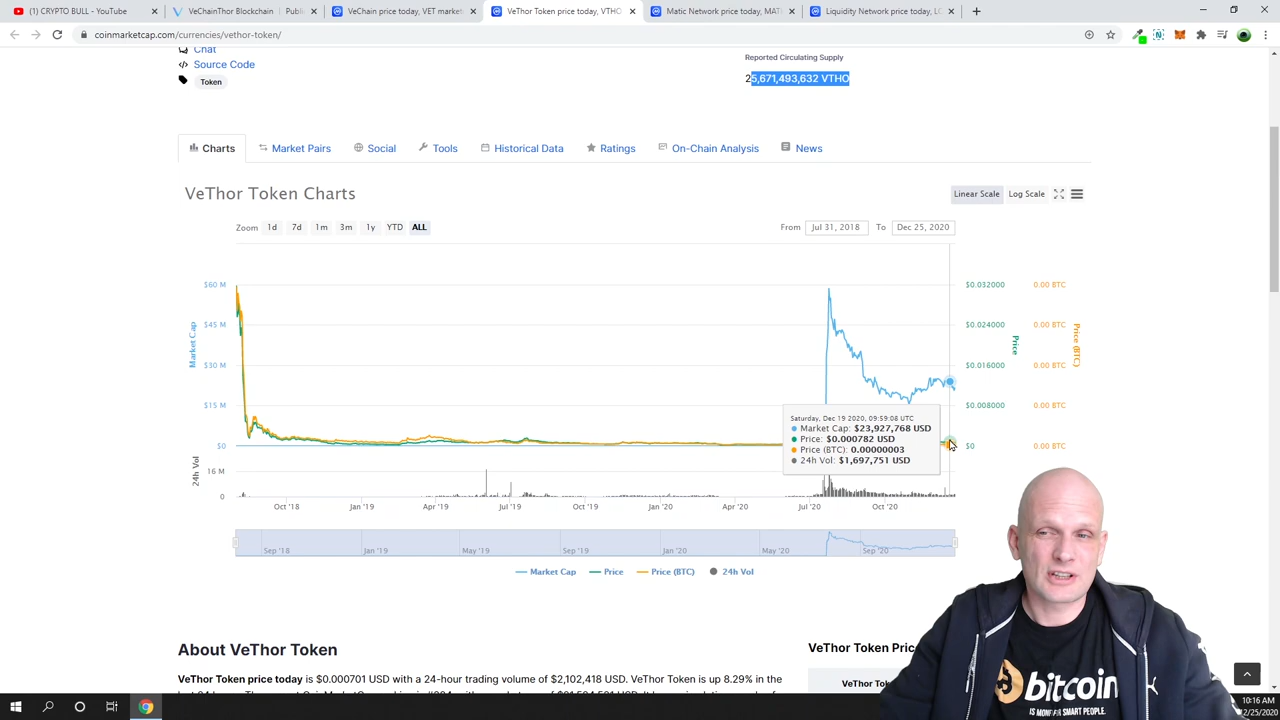 (1) CRYPTO BULL - YouTube
VeChainThor Blockchain | Public
VeChain price today, VET market
VeThor Token price today, VTHO
Matic Network price today, MATI
Liquidity Network price today, L
coinmarketcap.com/currencies/vethor-token/
Chat
Source Code
Token
Reported Circulating Supply
25,671,493,632 VTHO
Charts
Market Pairs
Social
Tools
Historical Data
Ratings
On-Chain Analysis
News
VeThor Token Charts
Linear Scale
Log Scale
Zoom 1d 7d 1m 3m 1y YTD ALL
From Jul 31, 2018 To Dec 25, 2020
$60 M
$45 M
$30 M
$15 M
$0
Market Cap
16 M
0
24h Vol
$0.032000
$0.024000
$0.016000
$0.008000
$0
Price
0.00 BTC
0.00 BTC
0.00 BTC
0.00 BTC
0.00 BTC
Price (BTC)
Saturday, Dec 19 2020, 09:59:08 UTC
Market Cap: $23,927,768 USD
Price: $0.000782 USD
Price (BTC): 0.00000003
24h Vol: $1,697,751 USD
Oct '18 Jan '19 Apr '19 Jul '19 Oct '19 Jan '20 Apr '20 Jul '20 Oct '20
Sep '18 Jan '19 May '19 Sep '19 Jan '20 May '20 Sep '20
Market Cap Price Price (BTC) 24h Vol
About VeThor Token
VeThor Token price today is $0.000701 USD with a 24-hour trading volume of $2,102,418 USD. VeThor Token is up 8.29% in the
VeThor Token Pric
VeThor Tok
bitcoin
IS MONEY FOR SMART PEOPLE.
10:16 AM
2/25/2020